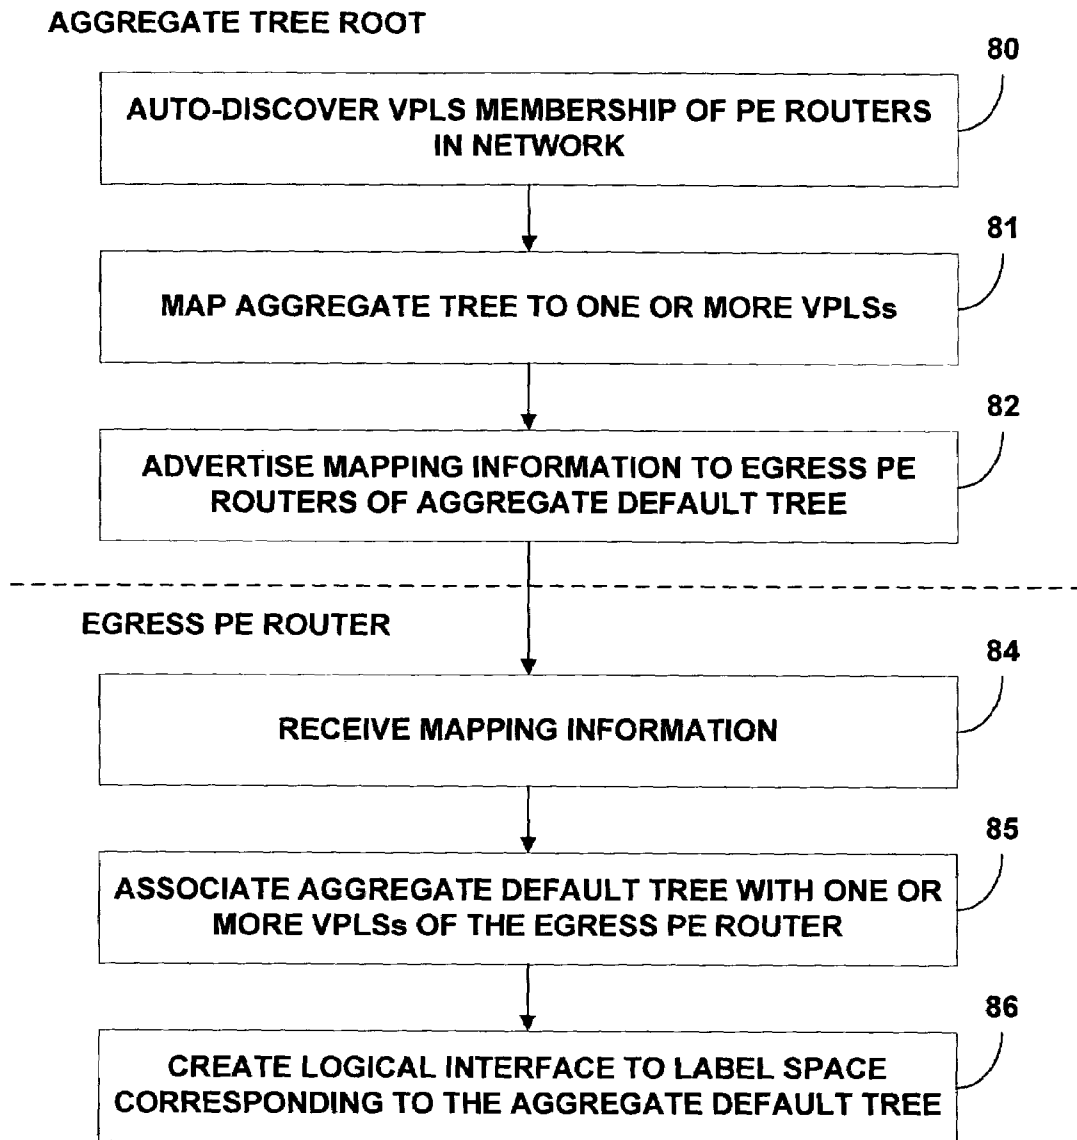 AGGREGATE TREE ROOT
80
AUTO-DISCOVER VPLS MEMBERSHIP OF PE ROUTERS
IN NETWORK
81
MAP AGGREGATE TREE TO ONE OR MORE VPLSs
82
ADVERTISE MAPPING INFORMATION TO EGRESS PE
ROUTERS OF AGGREGATE DEFAULT TREE
EGRESS PE ROUTER
84
RECEIVE MAPPING INFORMATION
85
ASSOCIATE AGGREGATE DEFAULT TREE WITH ONE OR
MORE VPLSs OF THE EGRESS PE ROUTER
86
CREATE LOGICAL INTERFACE TO LABEL SPACE
CORRESPONDING TO THE AGGREGATE DEFAULT TREE